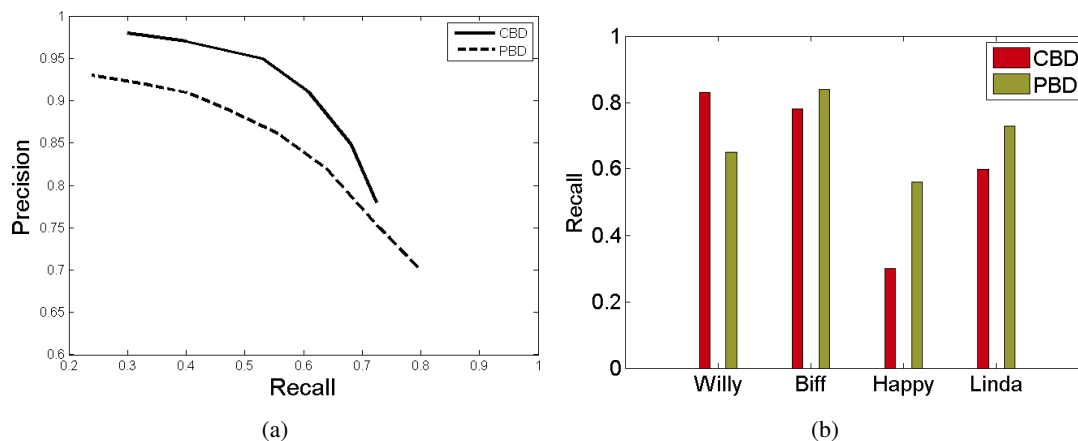 1
0.95
0.9
0.85
0.8
0.75
0.7
0.65
0.6
Precision
0.2 0.3 0.4 0.5 0.6 0.7 0.8 0.9 1
Recall
CBD
PBD
(a)
1
0.8
0.6
0.4
0.2
0
Recall
CBD
PBD
Willy Biff Happy Linda
(b)